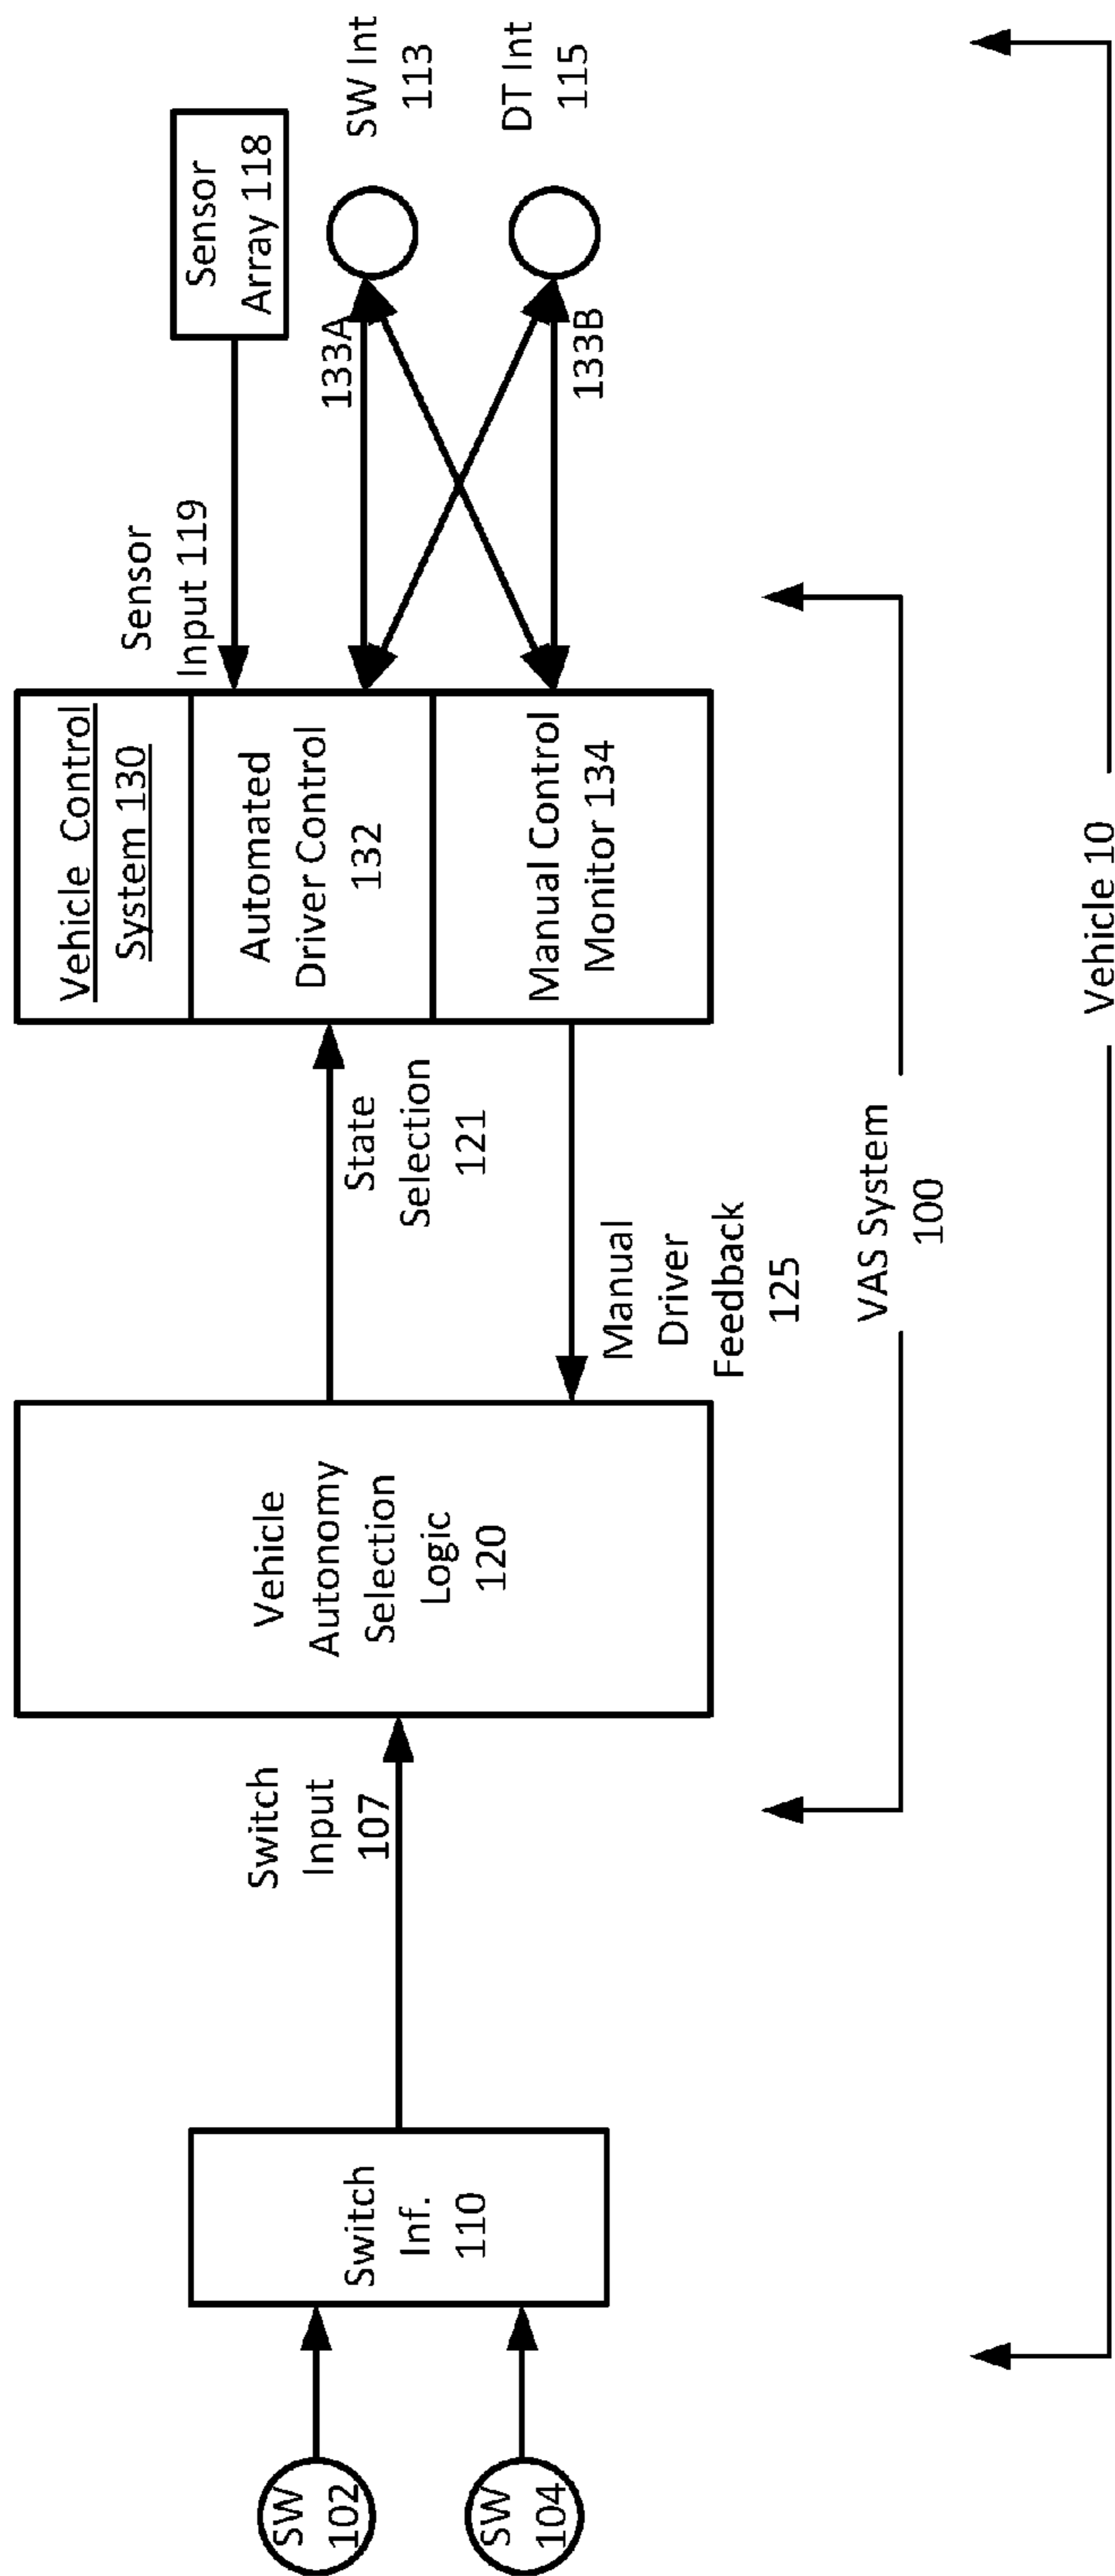 SW
102
SW
104
Switch
Inf.
110
Switch
Input
107
Vehicle
Autonomy
Selection
Logic
120
State
Selection
121
Manual
Driver
Feedback
125
Vehicle Control
System 130
Automated
Driver Control
132
Manual Control
Monitor 134
Sensor
Input 119
Sensor
Array 118
133A
133B
SW Int
113
DT Int
115
VAS System
100
Vehicle 10